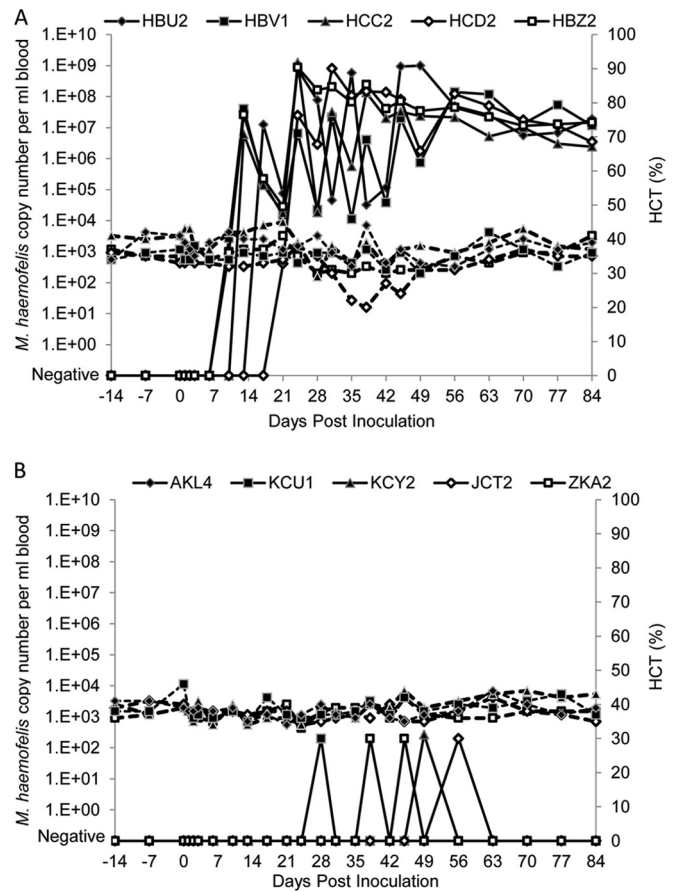 A
HBU2 HBV1 HCC2 HCD2 HBZ2
M. haemofelis copy number per ml blood
1.E+10
1.E+09
1.E+08
1.E+07
1.E+06
1.E+05
1.E+04
1.E+03
1.E+02
1.E+01
1.E+00
Negative
100
90
80
70
60
50
40
30
20
10
0
HCT (%)
-14 -7 0 7 14 21 28 35 42 49 56 63 70 77 84
Days Post Inoculation
B
AKL4 KCU1 KCY2 JCT2 ZKA2
M. haemofelis copy number per ml blood
1.E+10
1.E+09
1.E+08
1.E+07
1.E+06
1.E+05
1.E+04
1.E+03
1.E+02
1.E+01
1.E+00
Negative
100
90
80
70
60
50
40
30
20
10
0
HCT (%)
-14 -7 0 7 14 21 28 35 42 49 56 63 70 77 84
Days Post Inoculation